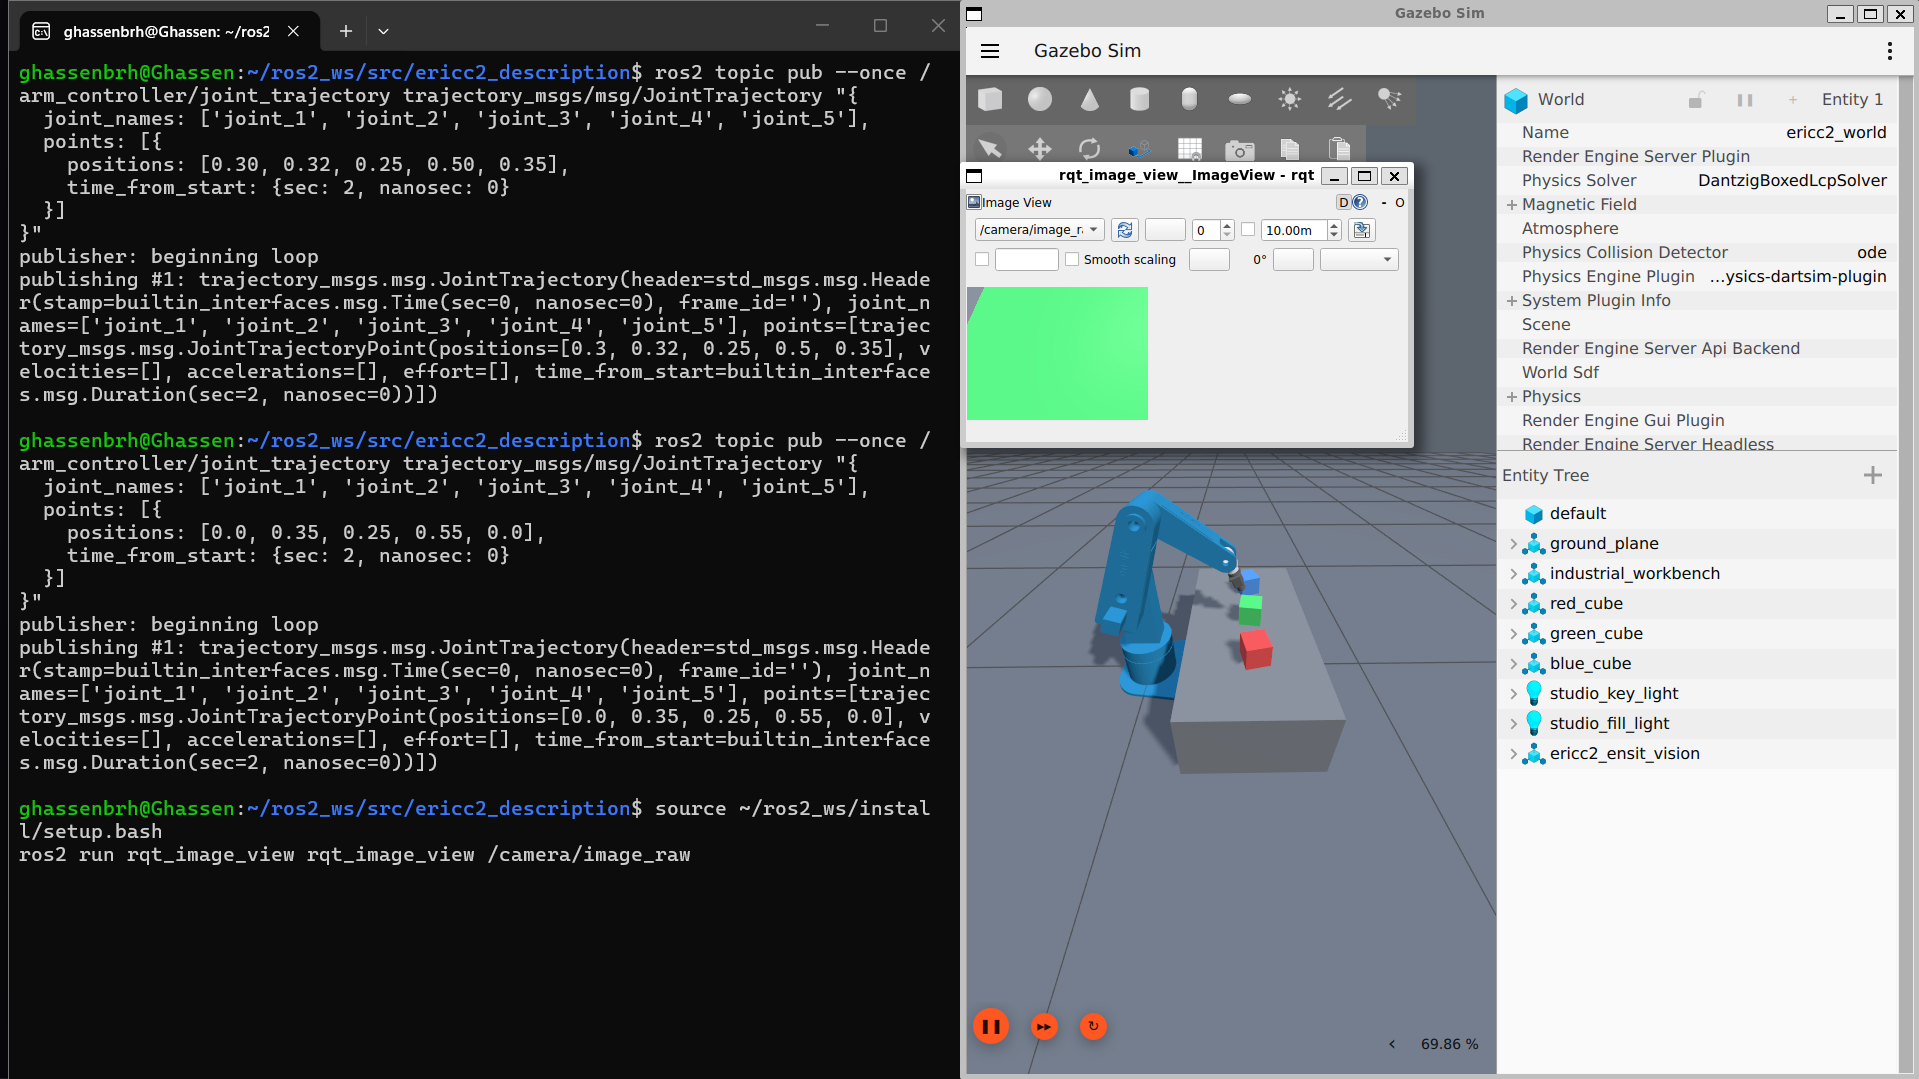 ghassenbrh@Ghassen: ~/ros2
ghassenbrh@Ghassen:~/ros2_ws/src/ericc2_description$ ros2 topic pub --once /
arm_controller/joint_trajectory trajectory_msgs/msg/JointTrajectory "{
  joint_names: ['joint_1', 'joint_2', 'joint_3', 'joint_4', 'joint_5'],
  points: [{
    positions: [0.30, 0.32, 0.25, 0.50, 0.35],
    time_from_start: {sec: 2, nanosec: 0}
  }]
}"
publisher: beginning loop
publishing #1: trajectory_msgs.msg.JointTrajectory(header=std_msgs.msg.Heade
r(stamp=builtin_interfaces.msg.Time(sec=0, nanosec=0), frame_id=''), joint_n
ames=['joint_1', 'joint_2', 'joint_3', 'joint_4', 'joint_5'], points=[trajec
tory_msgs.msg.JointTrajectoryPoint(positions=[0.3, 0.32, 0.25, 0.5, 0.35], v
elocities=[], accelerations=[], effort=[], time_from_start=builtin_interface
s.msg.Duration(sec=2, nanosec=0))])
ghassenbrh@Ghassen:~/ros2_ws/src/ericc2_description$ ros2 topic pub --once /
arm_controller/joint_trajectory trajectory_msgs/msg/JointTrajectory "{
  joint_names: ['joint_1', 'joint_2', 'joint_3', 'joint_4', 'joint_5'],
  points: [{
    positions: [0.0, 0.35, 0.25, 0.55, 0.0],
    time_from_start: {sec: 2, nanosec: 0}
  }]
}"
publisher: beginning loop
publishing #1: trajectory_msgs.msg.JointTrajectory(header=std_msgs.msg.Heade
r(stamp=builtin_interfaces.msg.Time(sec=0, nanosec=0), frame_id=''), joint_n
ames=['joint_1', 'joint_2', 'joint_3', 'joint_4', 'joint_5'], points=[trajec
tory_msgs.msg.JointTrajectoryPoint(positions=[0.0, 0.35, 0.25, 0.55, 0.0], v
elocities=[], accelerations=[], effort=[], time_from_start=builtin_interface
s.msg.Duration(sec=2, nanosec=0))])
ghassenbrh@Ghassen:~/ros2_ws/src/ericc2_description$ source ~/ros2_ws/instal
l/setup.bash
ros2 run rqt_image_view rqt_image_view /camera/image_raw
Gazebo Sim
Gazebo Sim
rqt_image_view__ImageView - rqt
Image View
D
- O
/camera/image_r
0
10.00m
Smooth scaling
0°
69.86 %
World
Entity 1
Name ericc2_world
Render Engine Server Plugin
Physics Solver DantzigBoxedLcpSolver
Magnetic Field
Atmosphere
Physics Collision Detector ode
Physics Engine Plugin …ysics-dartsim-plugin
System Plugin Info
Scene
Render Engine Server Api Backend
World Sdf
Physics
Render Engine Gui Plugin
Render Engine Server Headless
Entity Tree
default
ground_plane
industrial_workbench
red_cube
green_cube
blue_cube
studio_key_light
studio_fill_light
ericc2_ensit_vision